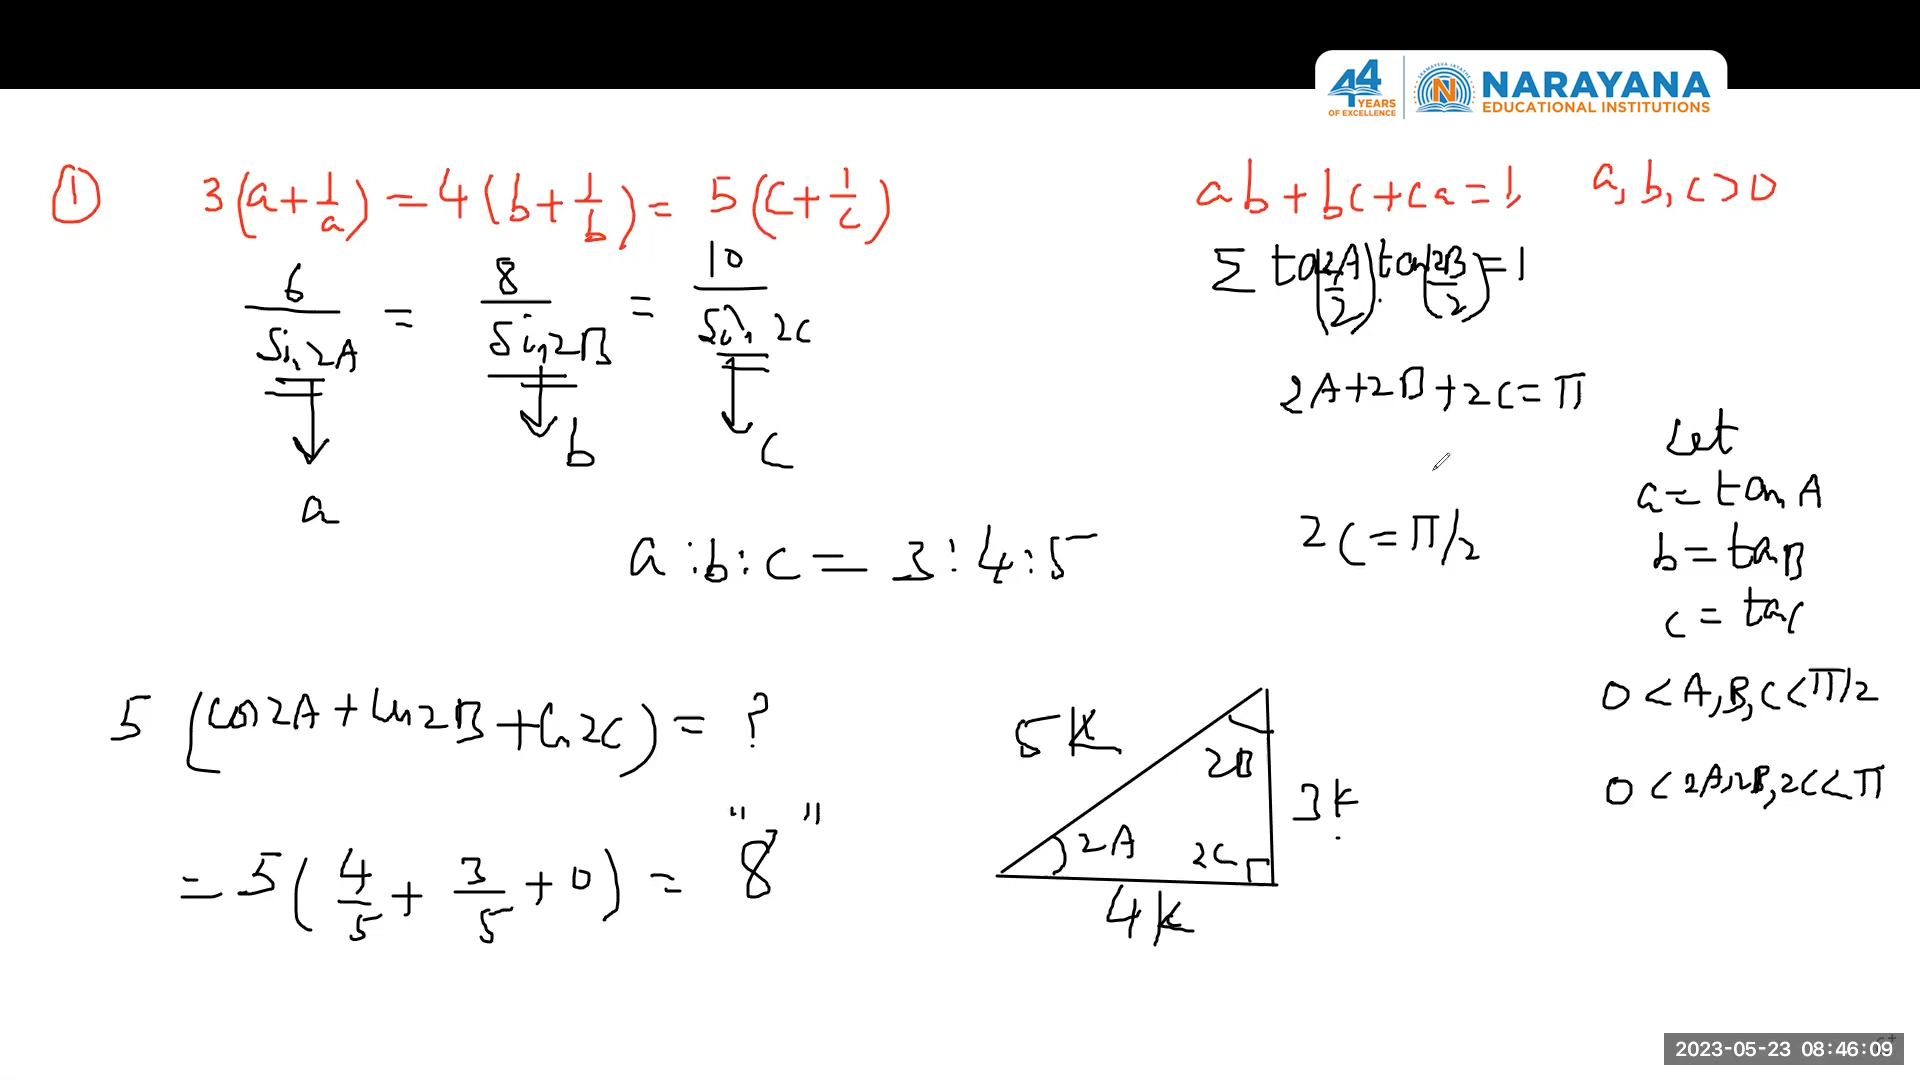 44 YEARS OF EXCELLENCE
NARAYANA
EDUCATIONAL INSTITUTIONS
① 3(a+1/a) = 4(b+1/b) = 5(c+1/c)
ab+bc+ca=1, a,b,c>0
6/Sin2A = 8/Sin2B = 10/Sin2C
a
b
c
a:b:c = 3:4:5
Σ tan(2A/2).tan(2B/2)=1
2A+2B+2C=π
2C=π/2
Let
a=tanA
b=tanB
c=tanC
0<A,B,C<π/2
0<2A,2B,2C<π
5(cos2A+cos2B+cos2C)=?
=5(4/5+3/5+0)= "8"
5K
2B
3K
2A
2C
4K
2023-05-23 08:46:09